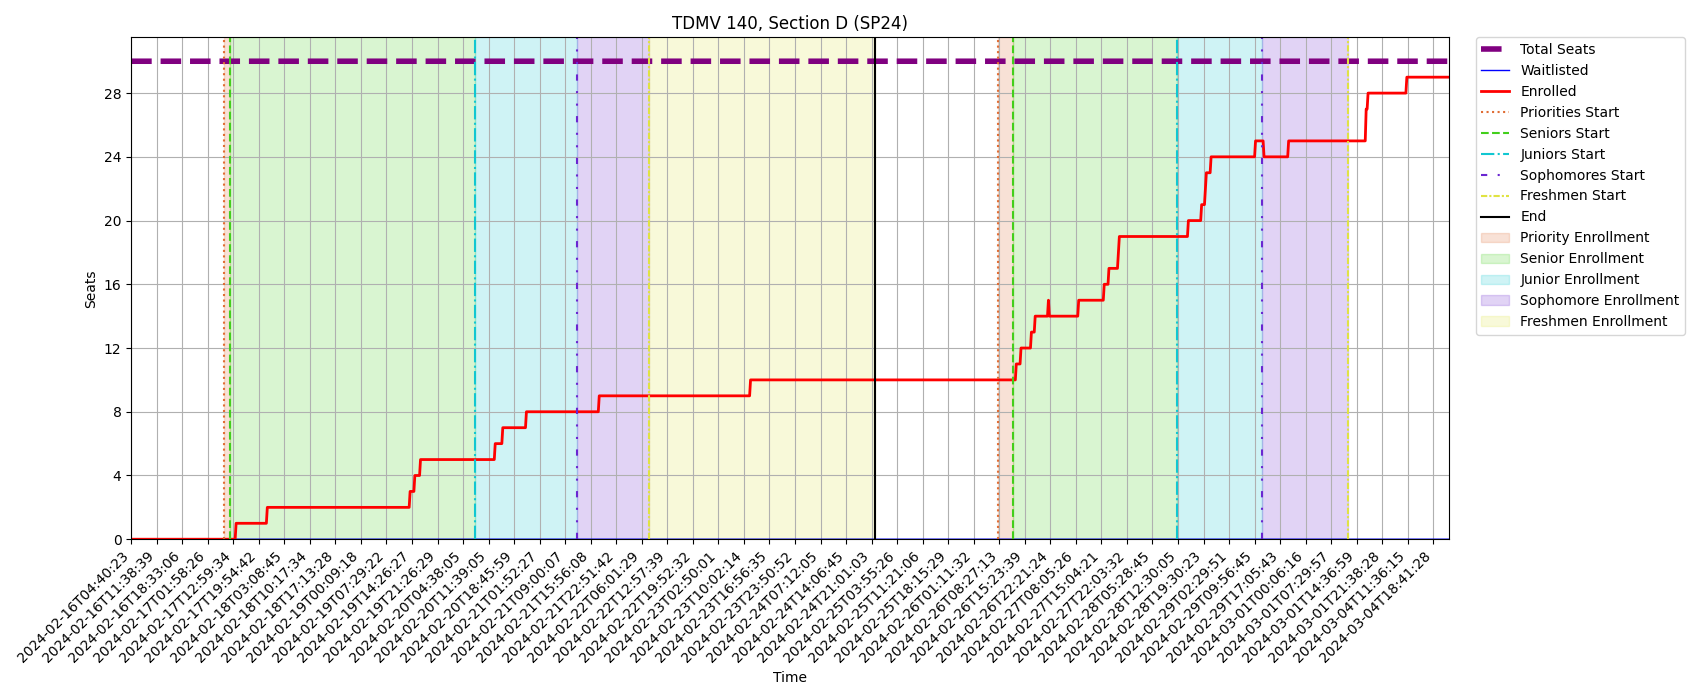 TDMV 140, Section D (SP24)
Total Seats
Waitlisted
Enrolled
Priorities Start
Seniors Start
Juniors Start
Sophomores Start
Freshmen Start
End
Priority Enrollment
Senior Enrollment
Junior Enrollment
Sophomore Enrollment
Freshmen Enrollment
Seats
28
24
20
16
12
8
4
0
2024-02-16T04:40:23
2024-02-16T11:38:39
2024-02-16T18:33:06
2024-02-17T01:58:26
2024-02-17T12:59:34
2024-02-17T19:54:42
2024-02-18T03:08:45
2024-02-18T10:17:34
2024-02-18T17:13:28
2024-02-19T00:09:18
2024-02-19T07:29:22
2024-02-19T14:26:27
2024-02-19T21:26:29
2024-02-20T04:38:05
2024-02-20T11:39:05
2024-02-20T18:45:59
2024-02-21T01:52:27
2024-02-21T09:00:07
2024-02-21T15:56:08
2024-02-21T22:51:42
2024-02-22T06:01:29
2024-02-22T12:57:39
2024-02-22T19:52:32
2024-02-23T02:50:01
2024-02-23T10:02:14
2024-02-23T16:56:35
2024-02-23T23:50:52
2024-02-24T07:12:05
2024-02-24T14:06:45
2024-02-24T21:01:03
2024-02-25T03:55:26
2024-02-25T11:21:06
2024-02-25T18:15:29
2024-02-26T01:11:32
2024-02-26T08:27:13
2024-02-26T15:23:39
2024-02-26T22:21:24
2024-02-27T08:05:26
2024-02-27T15:04:21
2024-02-27T22:03:32
2024-02-28T05:28:45
2024-02-28T12:30:05
2024-02-28T19:30:23
2024-02-29T02:29:51
2024-02-29T09:56:45
2024-02-29T17:05:43
2024-03-01T00:06:16
2024-03-01T07:29:57
2024-03-01T14:36:59
2024-03-01T21:38:28
2024-03-04T11:36:15
2024-03-04T18:41:28
Time